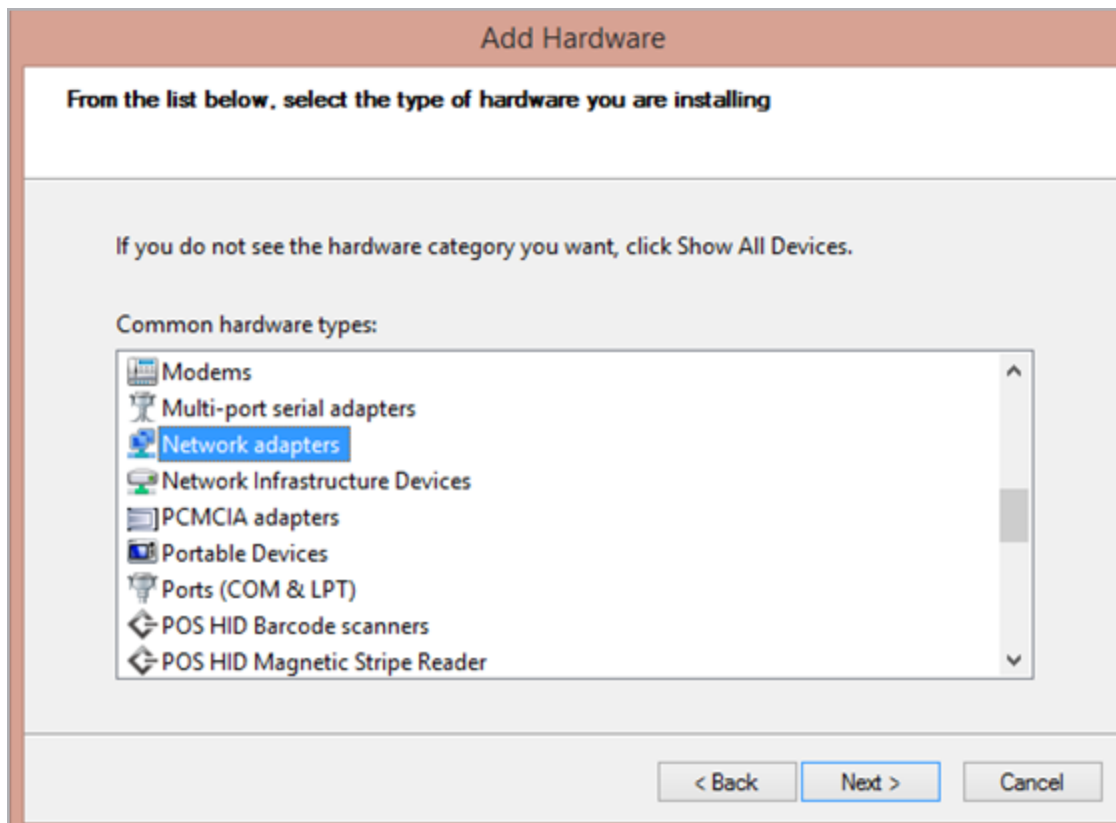 Add Hardware
From the list below, select the type of hardware you are installing
If you do not see the hardware category you want, click Show All Devices.
Common hardware types:
Modems
Multi-port serial adapters
Network adapters
Network Infrastructure Devices
PCMCIA adapters
Portable Devices
Ports (COM & LPT)
POS HID Barcode scanners
POS HID Magnetic Stripe Reader
< Back Next > Cancel